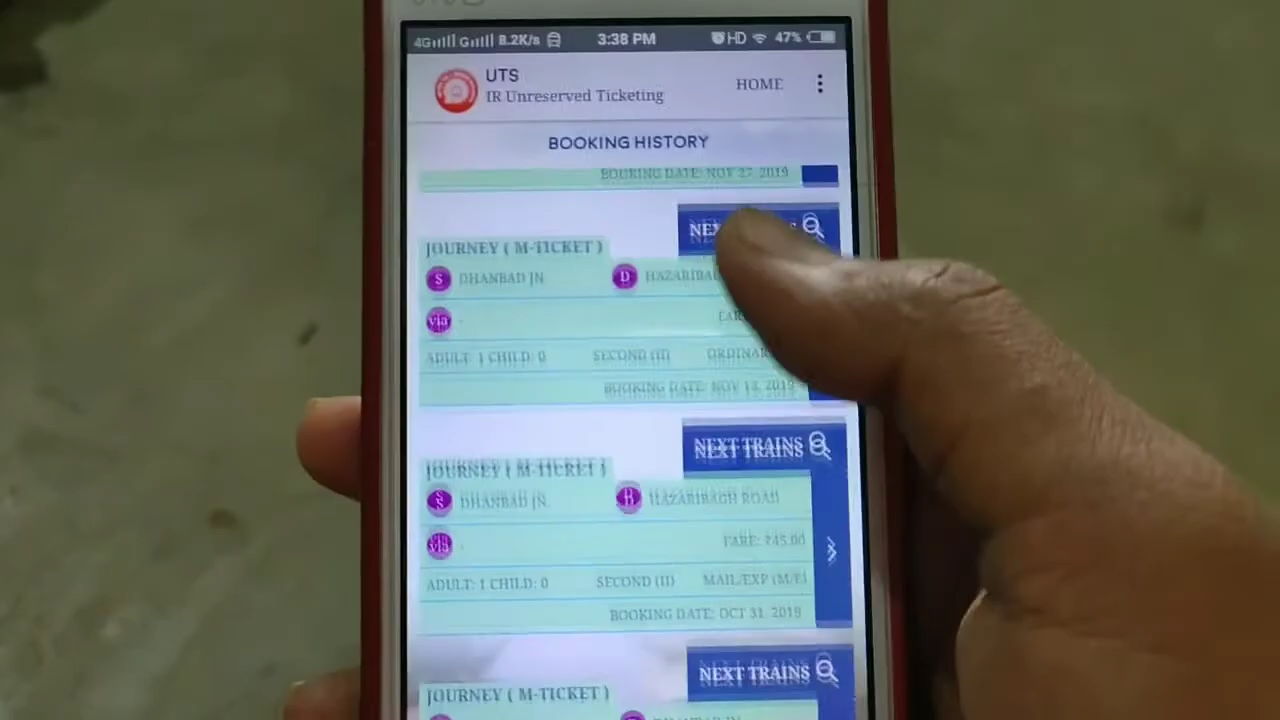 4G G 8.2K/s 3:38 PM HD 47%
UTS
IR Unreserved Ticketing
HOME
BOOKING HISTORY
BOOKING DATE: NOV 27, 2019
JOURNEY ( M-TICKET )
S DHANBAD JN D
via -
ADULT: 1 CHILD: 0 SECOND (II)
BOOKING DATE: NOV 13, 2019
NEXT TRAINS
JOURNEY ( M-TICKET )
S DHANBAD JN. D HAZARIBAGH ROAD
via -
FARE: ₹45.00
ADULT: 1 CHILD: 0 SECOND (II) MAIL/EXP (M/E)
BOOKING DATE: OCT 31, 2019
NEXT TRAINS
JOURNEY ( M-TICKET )